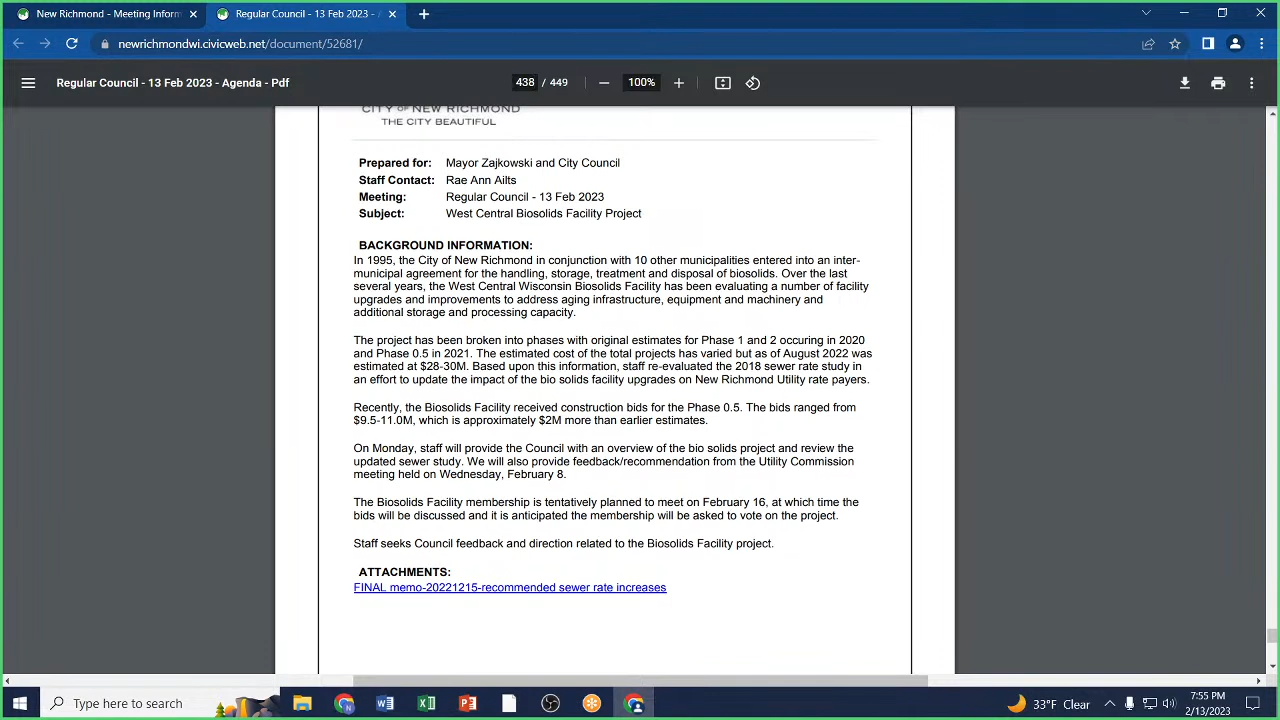 New Richmond - Meeting Inform
Regular Council - 13 Feb 2023 -
newrichmondwi.civicweb.net/document/52681/
Regular Council - 13 Feb 2023 - Agenda - Pdf
438 / 449
100%
CITY OF NEW RICHMOND
THE CITY BEAUTIFUL
Prepared for: Mayor Zajkowski and City Council
Staff Contact: Rae Ann Ailts
Meeting: Regular Council - 13 Feb 2023
Subject: West Central Biosolids Facility Project
BACKGROUND INFORMATION:
In 1995, the City of New Richmond in conjunction with 10 other municipalities entered into an inter-
municipal agreement for the handling, storage, treatment and disposal of biosolids. Over the last
several years, the West Central Wisconsin Biosolids Facility has been evaluating a number of facility
upgrades and improvements to address aging infrastructure, equipment and machinery and
additional storage and processing capacity.
The project has been broken into phases with original estimates for Phase 1 and 2 occuring in 2020
and Phase 0.5 in 2021. The estimated cost of the total projects has varied but as of August 2022 was
estimated at $28-30M. Based upon this information, staff re-evaluated the 2018 sewer rate study in
an effort to update the impact of the bio solids facility upgrades on New Richmond Utility rate payers.
Recently, the Biosolids Facility received construction bids for the Phase 0.5. The bids ranged from
$9.5-11.0M, which is approximately $2M more than earlier estimates.
On Monday, staff will provide the Council with an overview of the bio solids project and review the
updated sewer study. We will also provide feedback/recommendation from the Utility Commission
meeting held on Wednesday, February 8.
The Biosolids Facility membership is tentatively planned to meet on February 16, at which time the
bids will be discussed and it is anticipated the membership will be asked to vote on the project.
Staff seeks Council feedback and direction related to the Biosolids Facility project.
ATTACHMENTS:
FINAL memo-20221215-recommended sewer rate increases
Type here to search
33°F Clear
7:55 PM
2/13/2023